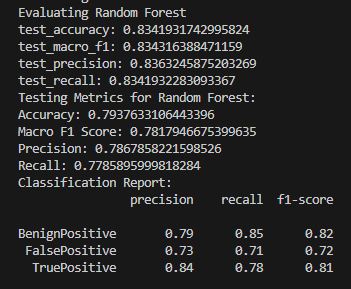 Evaluating Random Forest
test_accuracy: 0.8341931742995824
test_macro_f1: 0.834316388471159
test_precision: 0.8363245875203269
test_recall: 0.8341932283093367
Testing Metrics for Random Forest:
Accuracy: 0.7937633106443396
Macro F1 Score: 0.7817946675399635
Precision: 0.7867858221598526
Recall: 0.7785895999818284
Classification Report:
precision recall f1-score
BenignPositive 0.79 0.85 0.82
FalsePositive 0.73 0.71 0.72
TruePositive 0.84 0.78 0.81